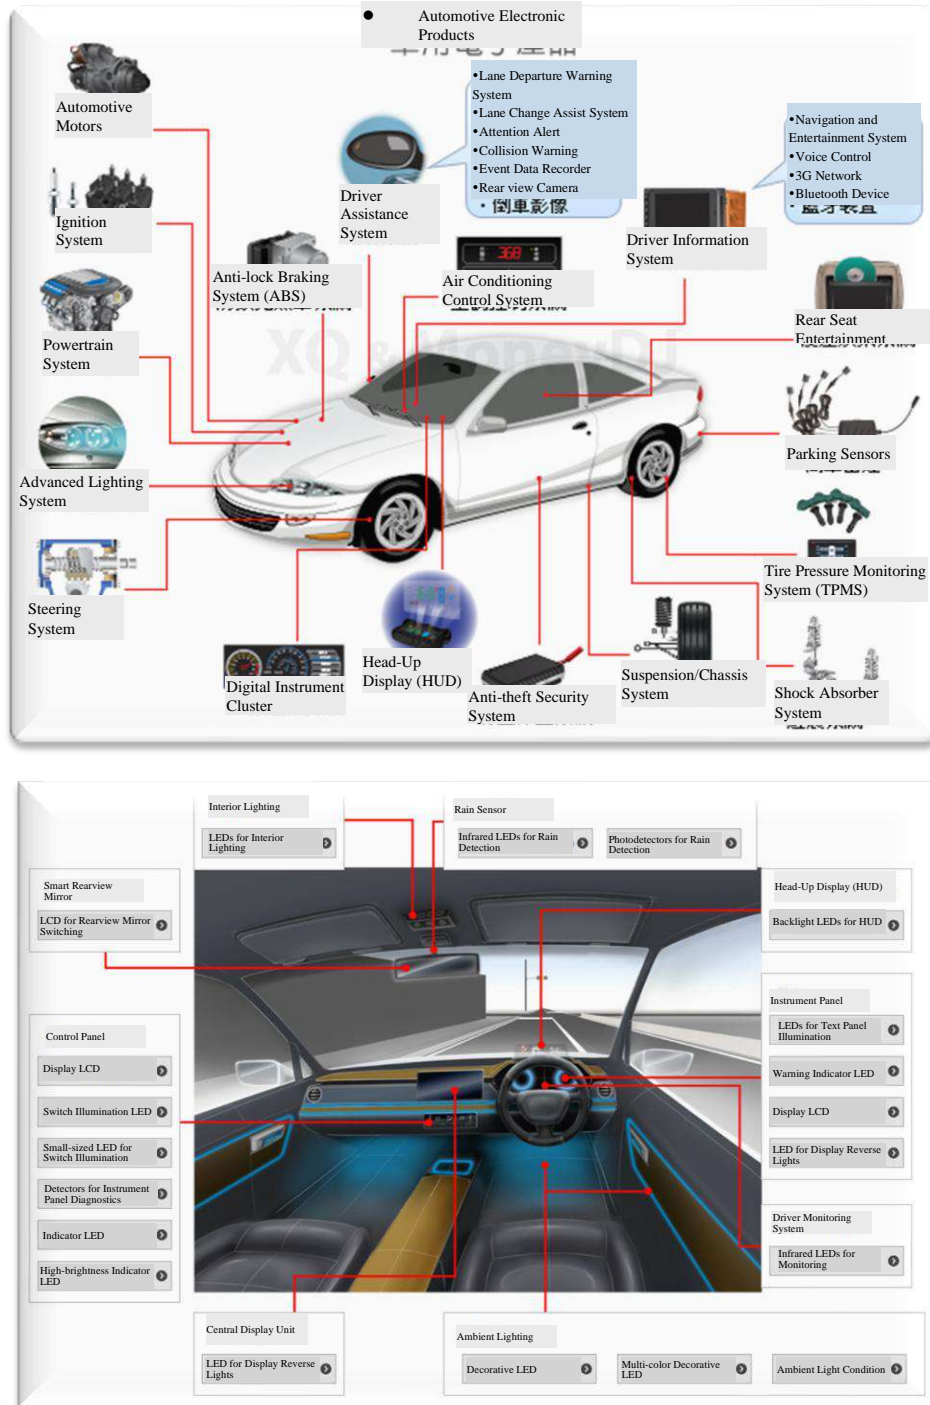 ● Automotive Electronic
Products
•Lane Departure Warning
System
•Lane Change Assist System
•Attention Alert
•Collision Warning
•Event Data Recorder
•Rear view Camera
・倒車影像
•Navigation and
Entertainment System
•Voice Control
•3G Network
•Bluetooth Device
Automotive
Motors
Driver
Assistance
System
Ignition
System
Driver Information
System
368
Anti-lock Braking
System (ABS)
Air Conditioning
Control System
Rear Seat
Entertainment
Powertrain
System
XQ & MoneyDJ
Parking Sensors
Advanced Lighting
System
Tire Pressure Monitoring
System (TPMS)
Steering
System
Head-Up
Display (HUD)
Suspension/Chassis
System
Digital Instrument
Cluster
Anti-theft Security
System
Shock Absorber
System
Interior Lighting
LEDs for Interior
Lighting
Rain Sensor
Infrared LEDs for Rain
Detection
Photodetectors for Rain
Detection
Smart Rearview
Mirror
LCD for Rearview Mirror
Switching
Head-Up Display (HUD)
Backlight LEDs for HUD
Control Panel
Display LCD
Switch Illumination LED
Small-sized LED for
Switch Illumination
Detectors for Instrument
Panel Diagnostics
Indicator LED
High-brightness Indicator
LED
Instrument Panel
LEDs for Text Panel
Illumination
Warning Indicator LED
Display LCD
LED for Display Reverse
Lights
Driver Monitoring
System
Infrared LEDs for
Monitoring
Central Display Unit
LED for Display Reverse
Lights
Ambient Lighting
Decorative LED
Multi-color Decorative
LED
Ambient Light Condition